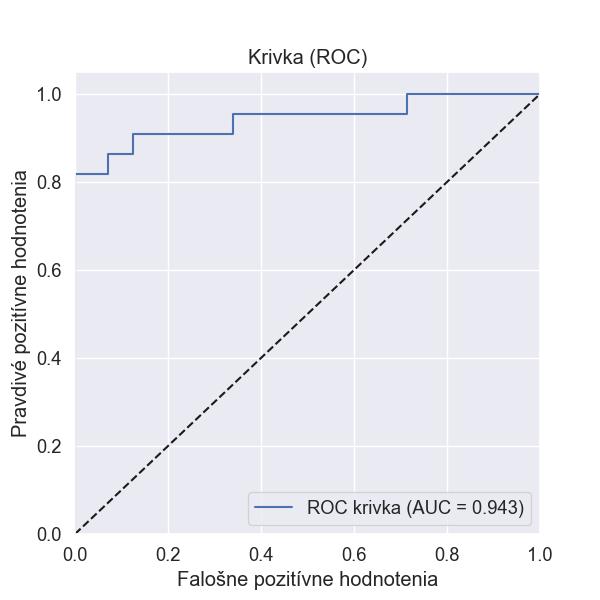 Krivka (ROC)
1.0
0.8
0.6
0.4
0.2
0.0
Pravdivé pozitívne hodnotenia
ROC krivka (AUC = 0.943)
0.0 0.2 0.4 0.6 0.8 1.0
Falošne pozitívne hodnotenia